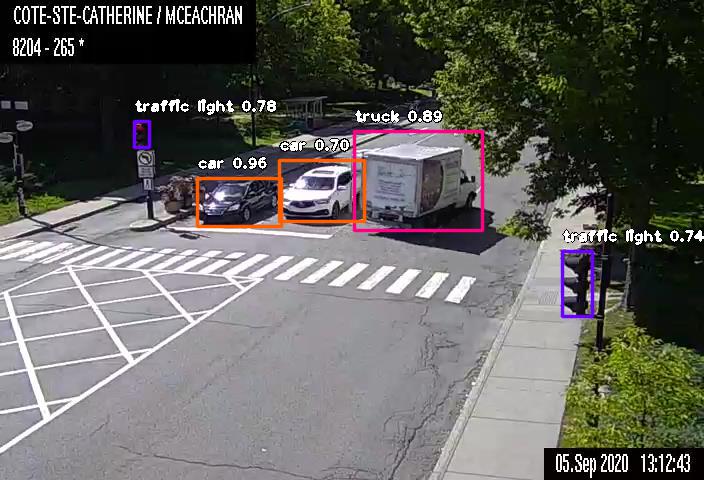 COTE-STE-CATHERINE / MCEACHRAN
8204 - 265 *
traffic light 0.78
truck 0.89
car 0.70
car 0.96
traffic light 0.74
05.Sep 2020 13:12:43